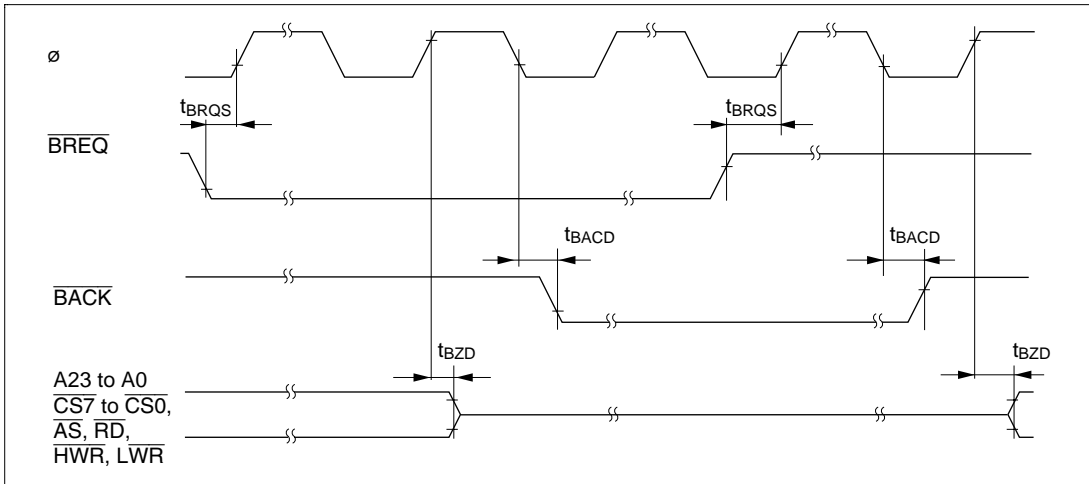 ø
tBRQS tBRQS
BREQ
tBACD tBACD
BACK
tBZD tBZD
A23 to A0
CS7 to CS0,
AS, RD,
HWR, LWR